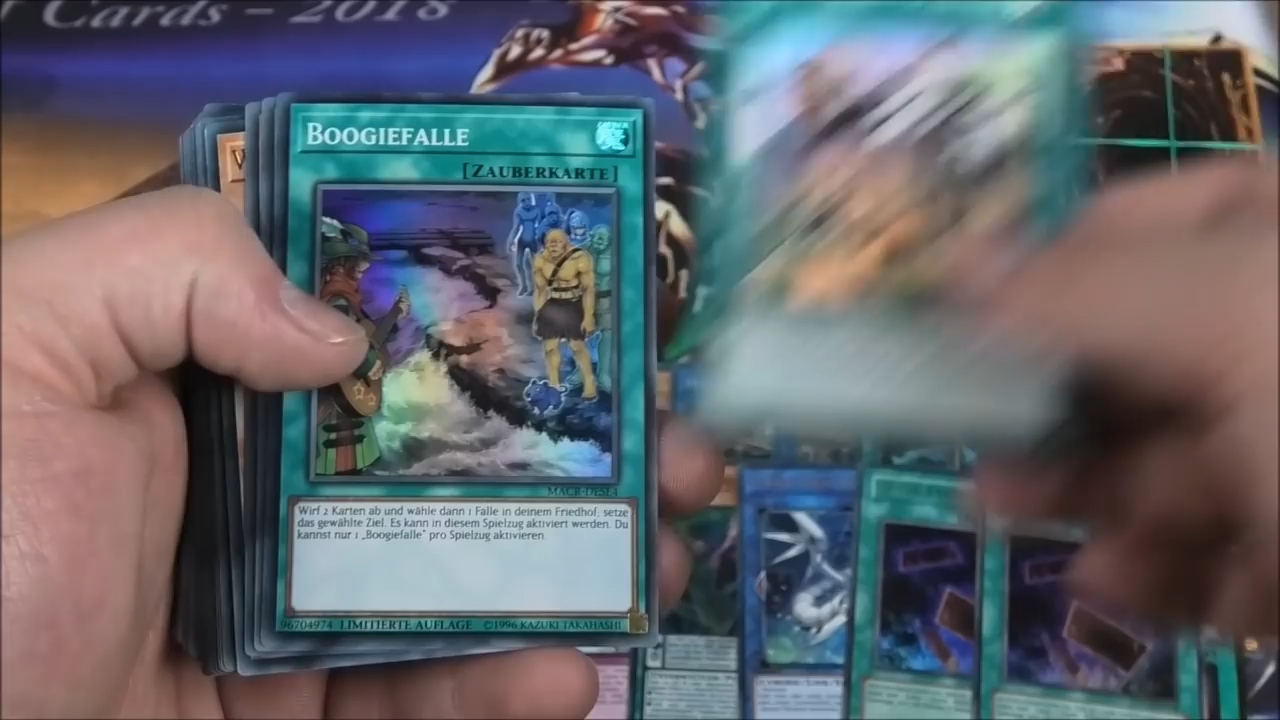 Cards - 2018
BOOGIEFALLE
[ZAUBERKARTE]
MACR-DESE4
Wirf 2 Karten ab und wähle dann 1 Falle in deinem Friedhof; setze
das gewählte Ziel. Es kann in diesem Spielzug aktiviert werden. Du
kannst nur 1 „Boogiefalle" pro Spielzug aktivieren.
96704974 LIMITIERTE AUFLAGE ©1996 KAZUKI TAKAHASHI